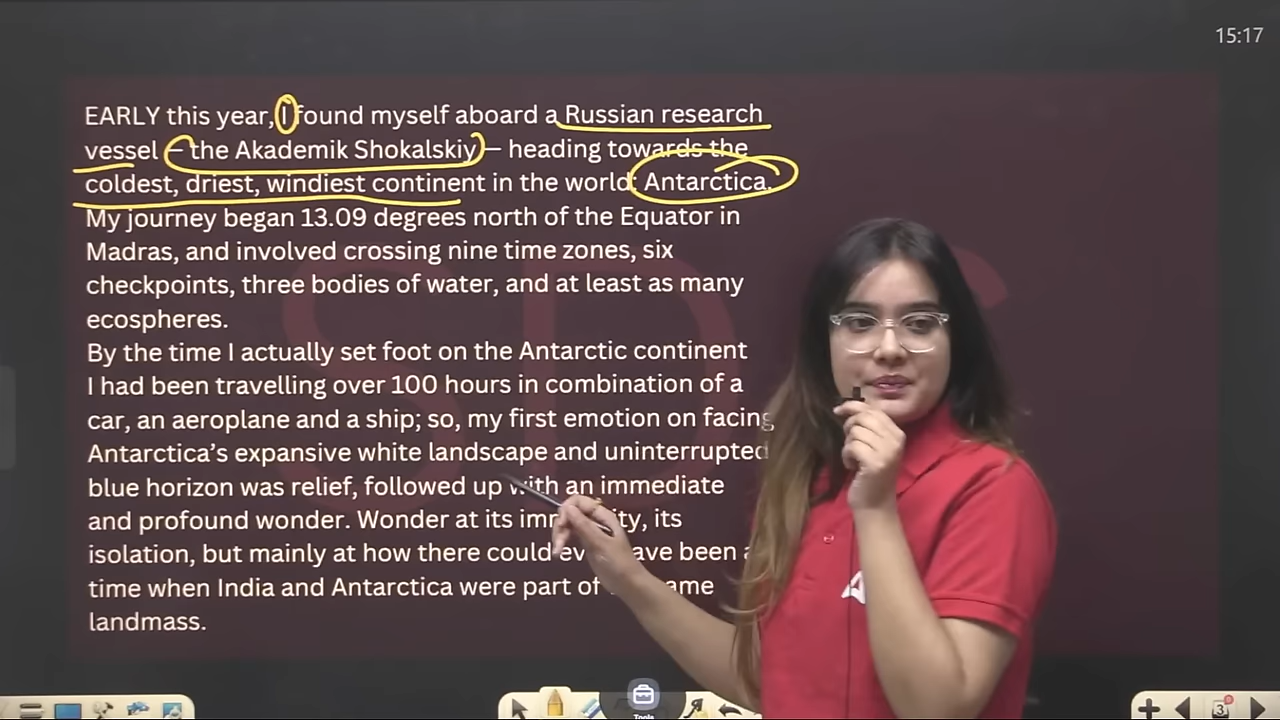 15:17
EARLY this year, I found myself aboard a Russian research
vessel – the Akademik Shokalskiy – heading towards the
coldest, driest, windiest continent in the world: Antarctica.
My journey began 13.09 degrees north of the Equator in
Madras, and involved crossing nine time zones, six
checkpoints, three bodies of water, and at least as many
ecospheres.
By the time I actually set foot on the Antarctic continent
I had been travelling over 100 hours in combination of a
car, an aeroplane and a ship; so, my first emotion on facing
Antarctica’s expansive white landscape and uninterrupted
blue horizon was relief, followed up with an immediate
and profound wonder. Wonder at its its
isolation, but mainly at how there could been a
time when India and Antarctica were part of
landmass.
Tools
3